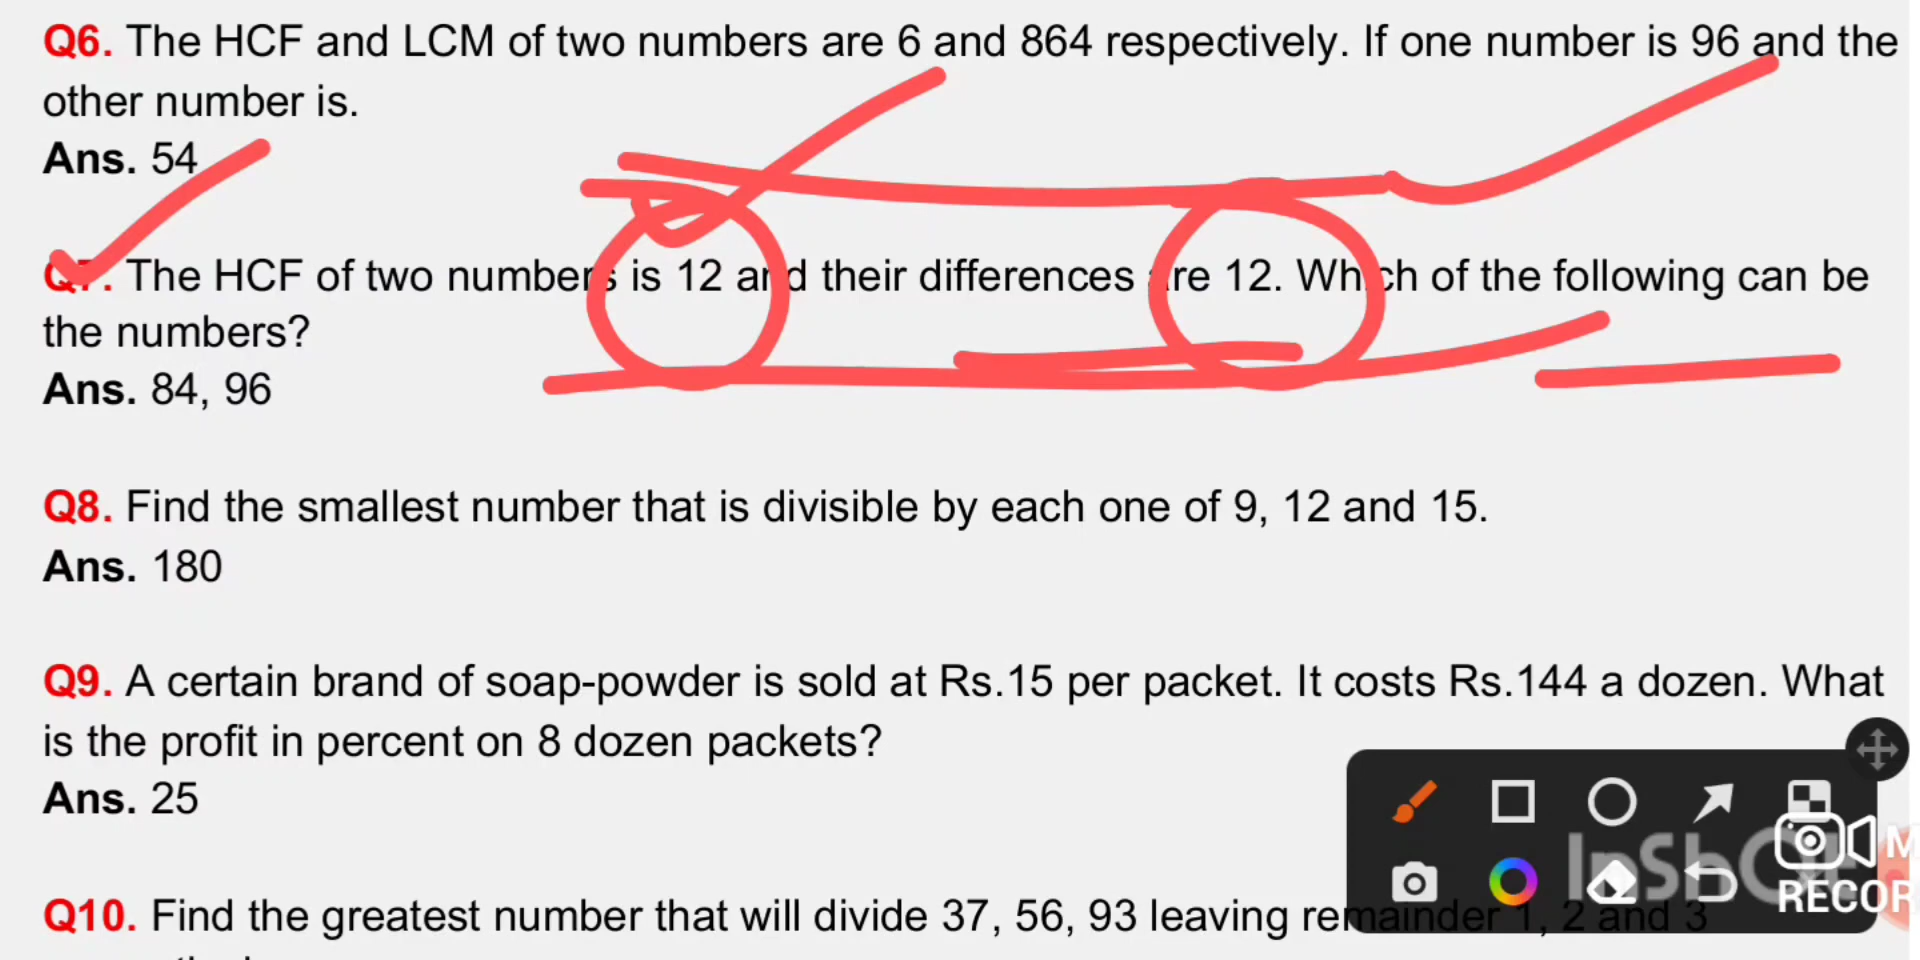 Q6. The HCF and LCM of two numbers are 6 and 864 respectively. If one number is 96 and the
other number is.
Ans. 54
Q7. The HCF of two numbers is 12 and their differences are 12. Which of the following can be
the numbers?
Ans. 84, 96
Q8. Find the smallest number that is divisible by each one of 9, 12 and 15.
Ans. 180
Q9. A certain brand of soap-powder is sold at Rs.15 per packet. It costs Rs.144 a dozen. What
is the profit in percent on 8 dozen packets?
Ans. 25
InSh
RECOR
Q10. Find the greatest number that will divide 37, 56, 93 leaving remainder 1, 2 and 3